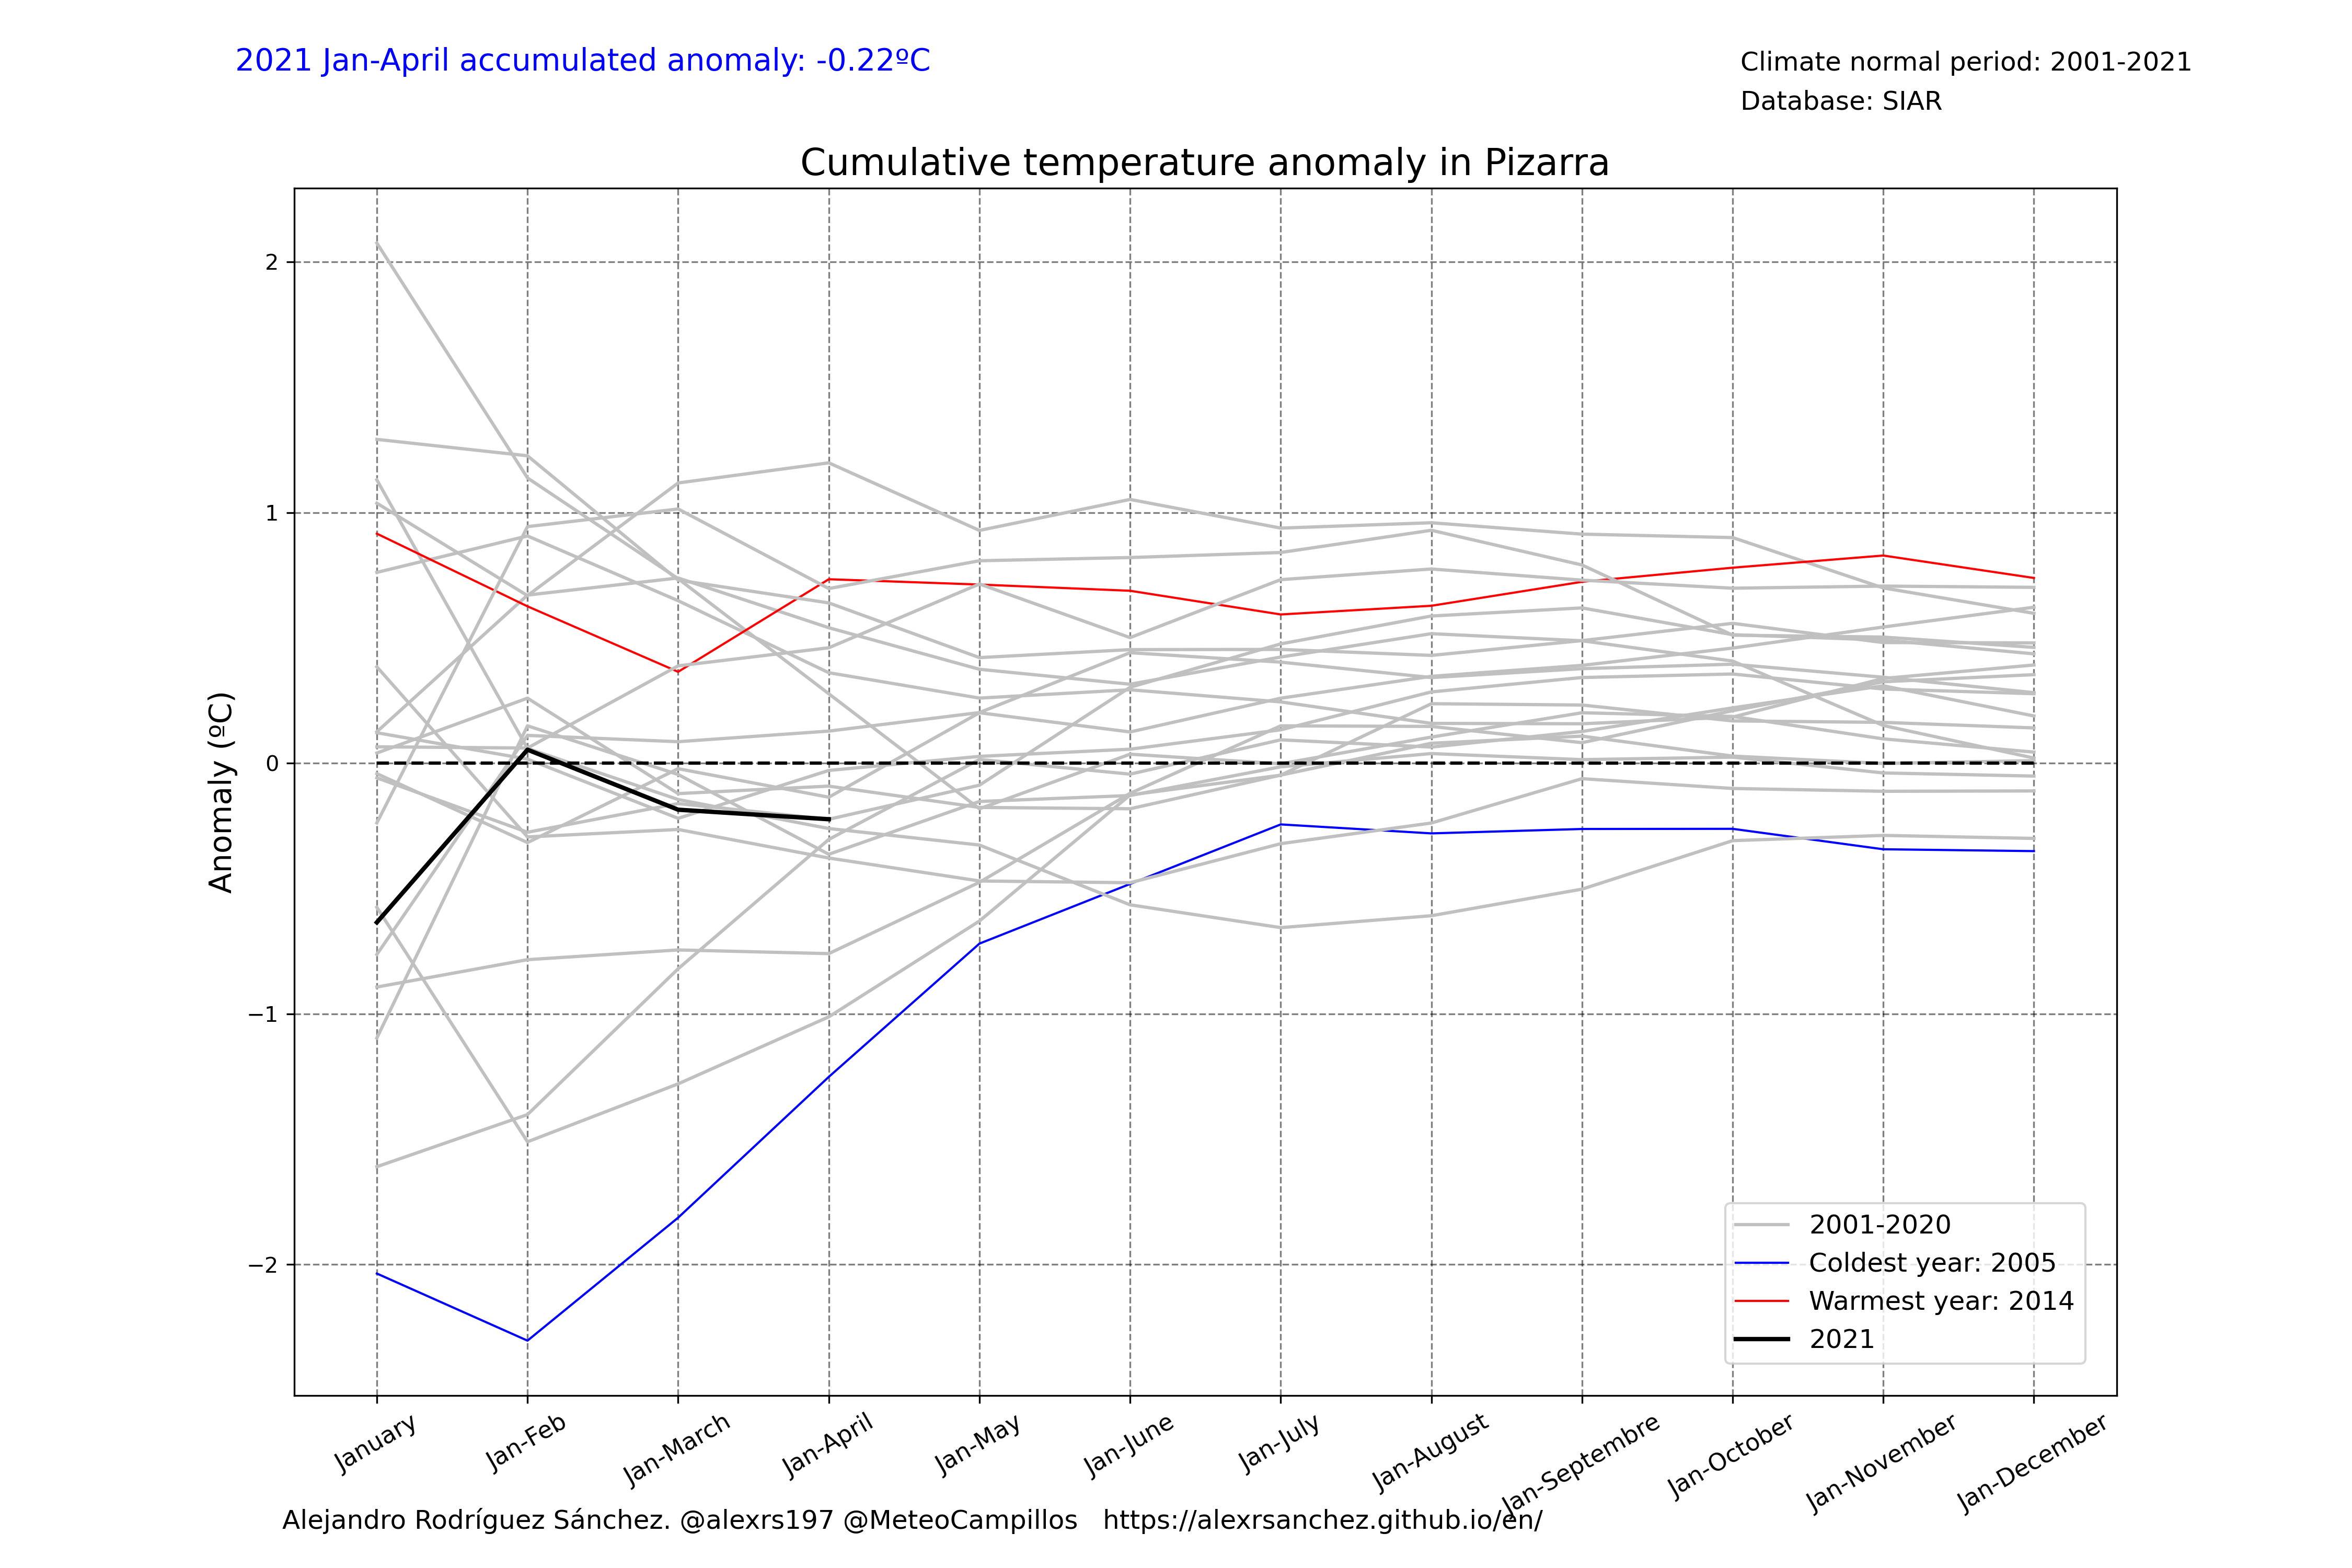 2021 Jan-April accumulated anomaly: -0.22ºC
Climate normal period: 2001-2021
Database: SIAR
Cumulative temperature anomaly in Pizarra
Anomaly (ºC)
2
1
0
−1
−2
2001-2020
Coldest year: 2005
Warmest year: 2014
2021
January
Jan-Feb
Jan-March
Jan-April
Jan-May
Jan-June
Jan-July
Jan-August
Jan-Septembre
Jan-October
Jan-November
Jan-December
Alejandro Rodríguez Sánchez. @alexrs197 @MeteoCampillos   https://alexrsanchez.github.io/en/